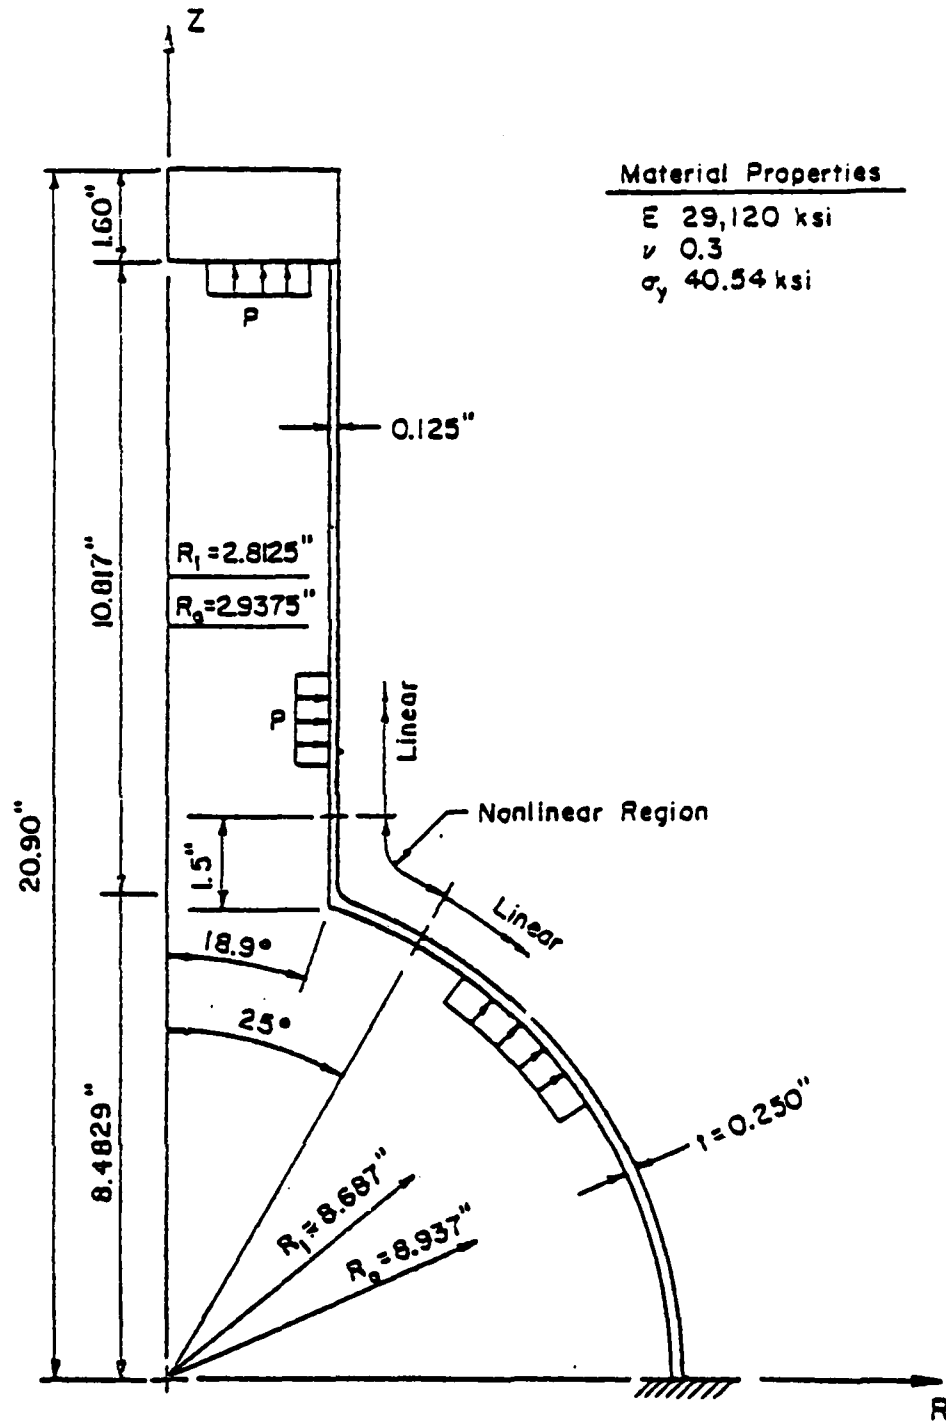 Z
Material Properties
E 29,120 ksi
ν 0.3
σy 40.54 ksi
1.60"
P
0.125"
10.817"
Ri=2.8125"
Ro=2.9375"
P
Linear
Nonlinear Region
20.90"
1.5"
Linear
18.9°
25°
8.4829"
t=0.250"
Ri=8.687"
Ro=8.937"
R